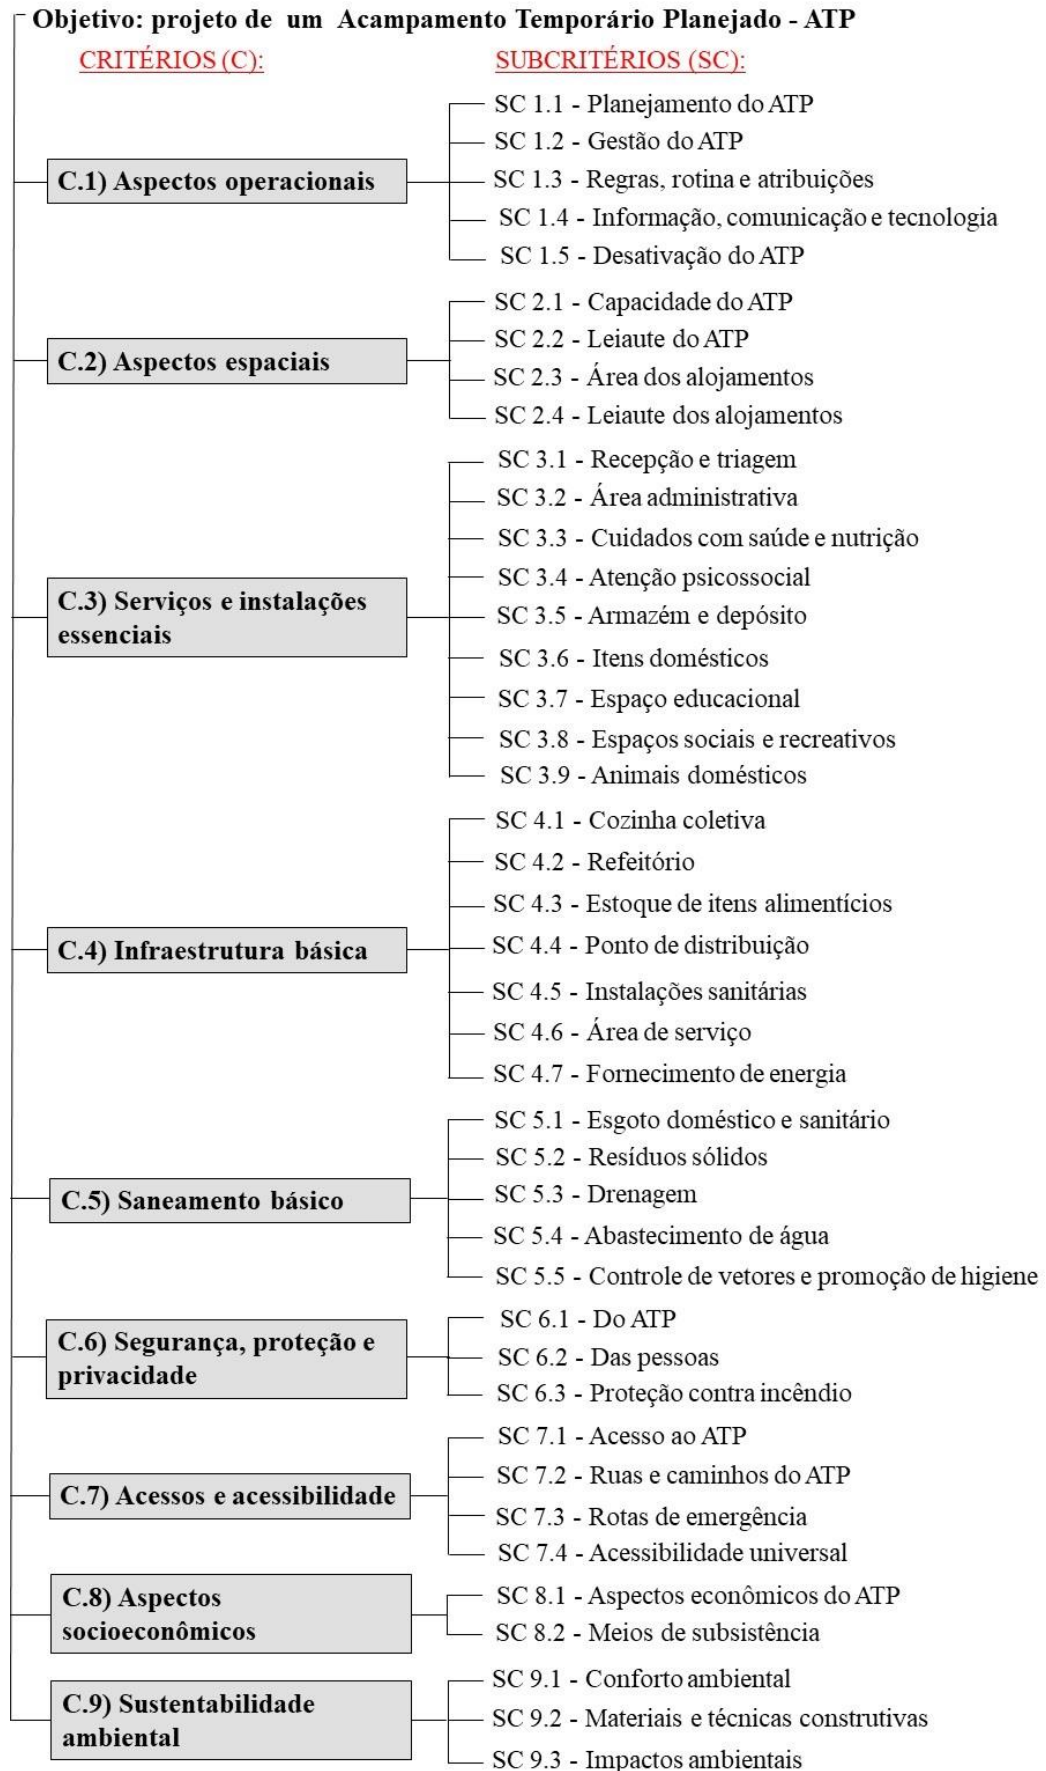 Objetivo: projeto de um Acampamento Temporário Planejado - ATP
CRITÉRIOS (C):
SUBCRITÉRIOS (SC):
C.1) Aspectos operacionais
SC 1.1 - Planejamento do ATP
SC 1.2 - Gestão do ATP
SC 1.3 - Regras, rotina e atribuições
SC 1.4 - Informação, comunicação e tecnologia
SC 1.5 - Desativação do ATP
C.2) Aspectos espaciais
SC 2.1 - Capacidade do ATP
SC 2.2 - Leiaute do ATP
SC 2.3 - Área dos alojamentos
SC 2.4 - Leiaute dos alojamentos
C.3) Serviços e instalações
essenciais
SC 3.1 - Recepção e triagem
SC 3.2 - Área administrativa
SC 3.3 - Cuidados com saúde e nutrição
SC 3.4 - Atenção psicossocial
SC 3.5 - Armazém e depósito
SC 3.6 - Itens domésticos
SC 3.7 - Espaço educacional
SC 3.8 - Espaços sociais e recreativos
SC 3.9 - Animais domésticos
C.4) Infraestrutura básica
SC 4.1 - Cozinha coletiva
SC 4.2 - Refeitório
SC 4.3 - Estoque de itens alimentícios
SC 4.4 - Ponto de distribuição
SC 4.5 - Instalações sanitárias
SC 4.6 - Área de serviço
SC 4.7 - Fornecimento de energia
C.5) Saneamento básico
SC 5.1 - Esgoto doméstico e sanitário
SC 5.2 - Resíduos sólidos
SC 5.3 - Drenagem
SC 5.4 - Abastecimento de água
SC 5.5 - Controle de vetores e promoção de higiene
C.6) Segurança, proteção e
privacidade
SC 6.1 - Do ATP
SC 6.2 - Das pessoas
SC 6.3 - Proteção contra incêndio
C.7) Acessos e acessibilidade
SC 7.1 - Acesso ao ATP
SC 7.2 - Ruas e caminhos do ATP
SC 7.3 - Rotas de emergência
SC 7.4 - Acessibilidade universal
C.8) Aspectos
socioeconômicos
SC 8.1 - Aspectos econômicos do ATP
SC 8.2 - Meios de subsistência
C.9) Sustentabilidade
ambiental
SC 9.1 - Conforto ambiental
SC 9.2 - Materiais e técnicas construtivas
SC 9.3 - Impactos ambientais